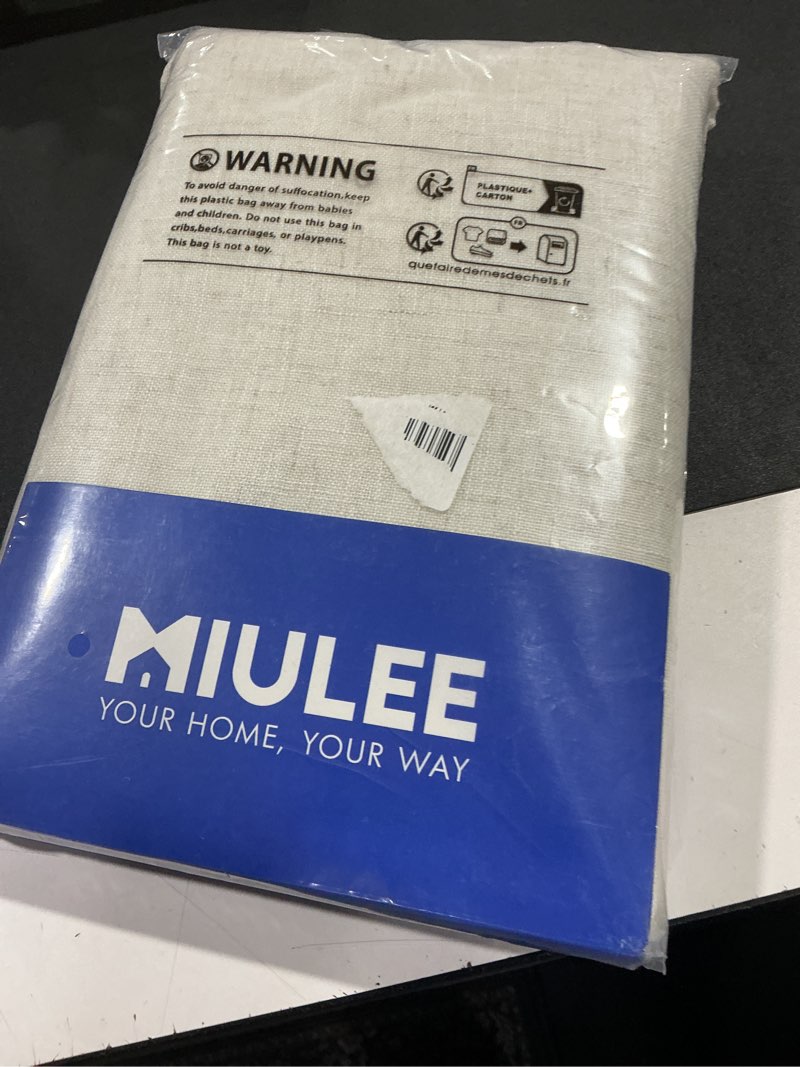 WARNING
To avoid danger of suffocation,keep
this plastic bag away from babies
and children. Do not use this bag in
cribs,beds,carriages, or playpens.
This bag is not a toy.
PLASTIQUE+
CARTON
FR
quefairedemesdechets.fr
MIULEE
YOUR HOME, YOUR WAY